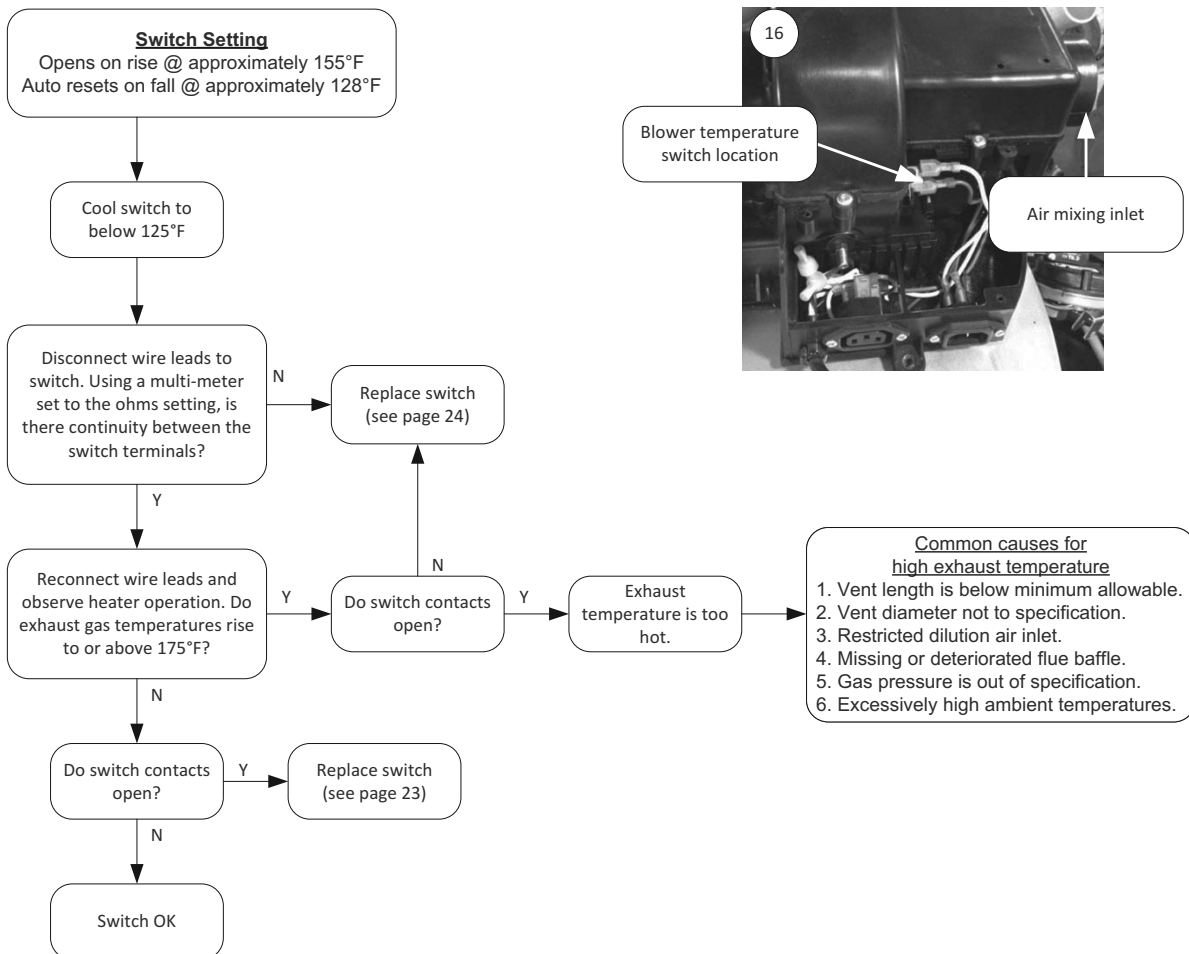 Switch Setting
Opens on rise @ approximately 155°F
Auto resets on fall @ approximately 128°F
16
Blower temperature
switch location
Air mixing inlet
Cool switch to
below 125°F
Disconnect wire leads to
switch. Using a multi-meter
set to the ohms setting, is
there continuity between the
switch terminals?
N
Replace switch
(see page 24)
Y
Reconnect wire leads and
observe heater operation. Do
exhaust gas temperatures rise
to or above 175°F?
Y
N
Do switch contacts
open?
Y
Exhaust
temperature is too
hot.
Common causes for
high exhaust temperature
1. Vent length is below minimum allowable.
2. Vent diameter not to specification.
3. Restricted dilution air inlet.
4. Missing or deteriorated flue baffle.
5. Gas pressure is out of specification.
6. Excessively high ambient temperatures.
N
Do switch contacts
open?
Y
Replace switch
(see page 23)
N
Switch OK